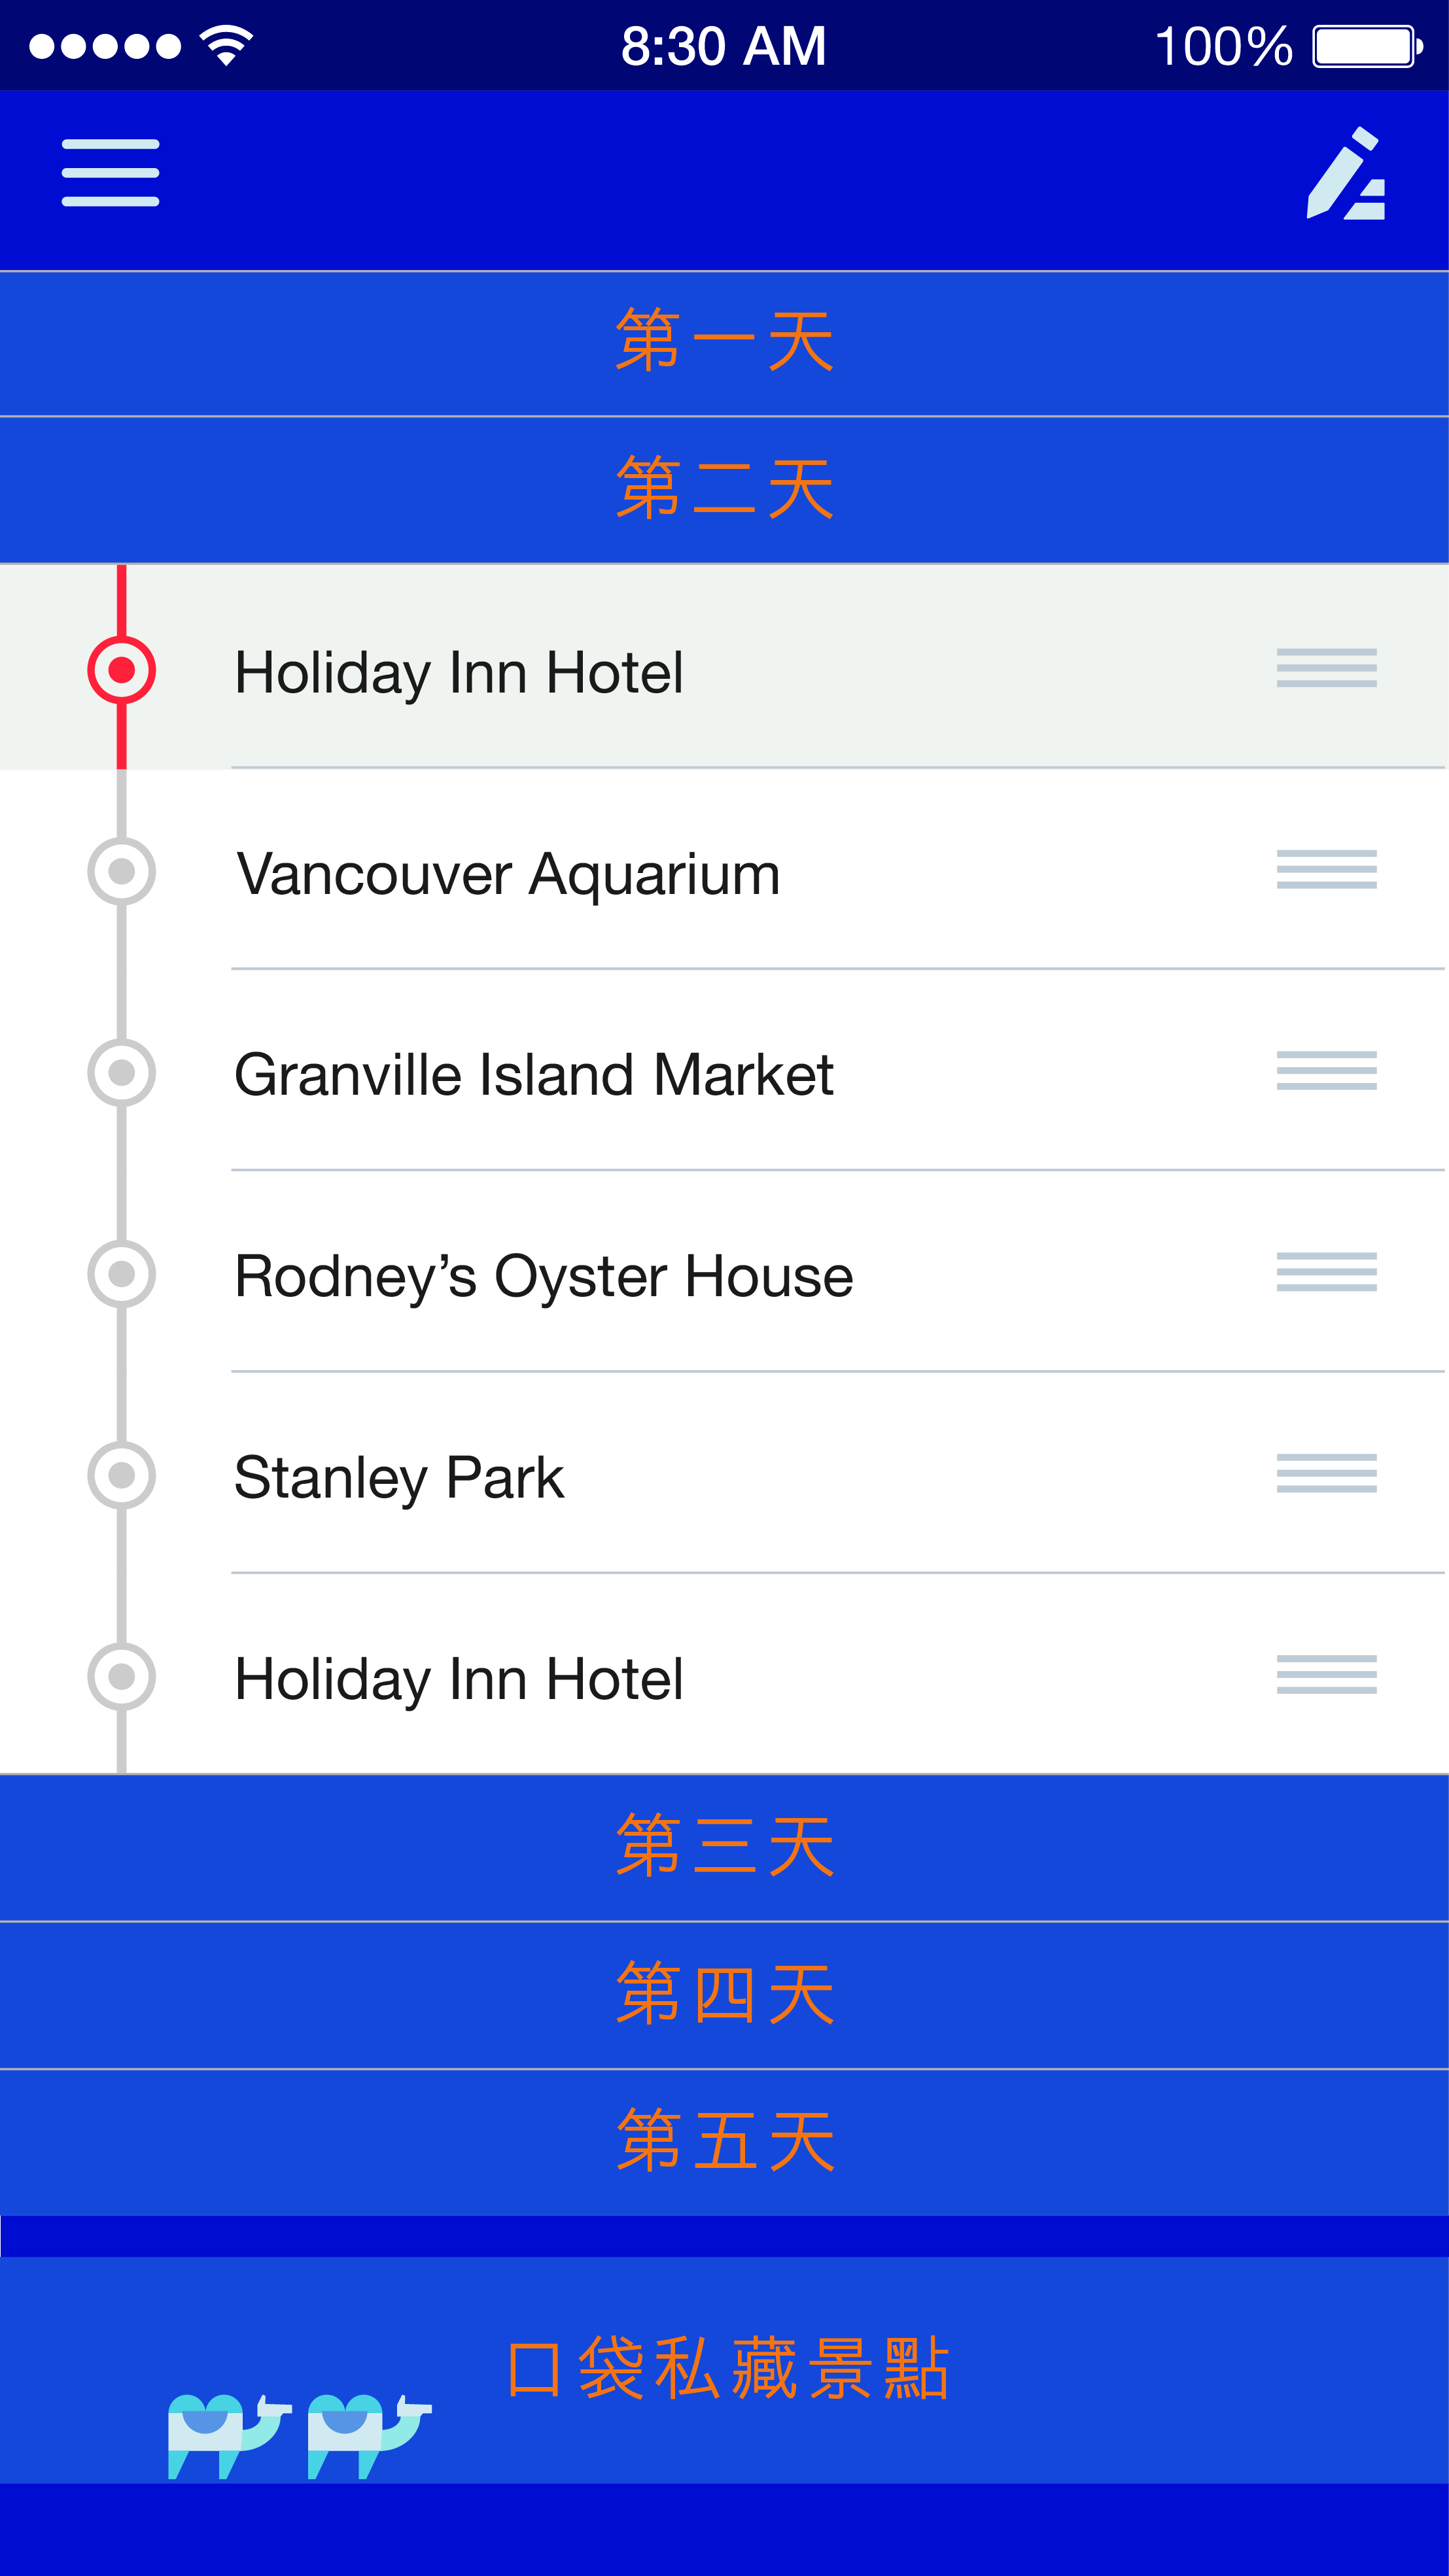 8:30 AM 100%
第一天
第二天
Holiday Inn Hotel
Vancouver Aquarium
Granville Island Market
Rodney’s Oyster House
Stanley Park
Holiday Inn Hotel
第三天
第四天
第五天
口袋私藏景點